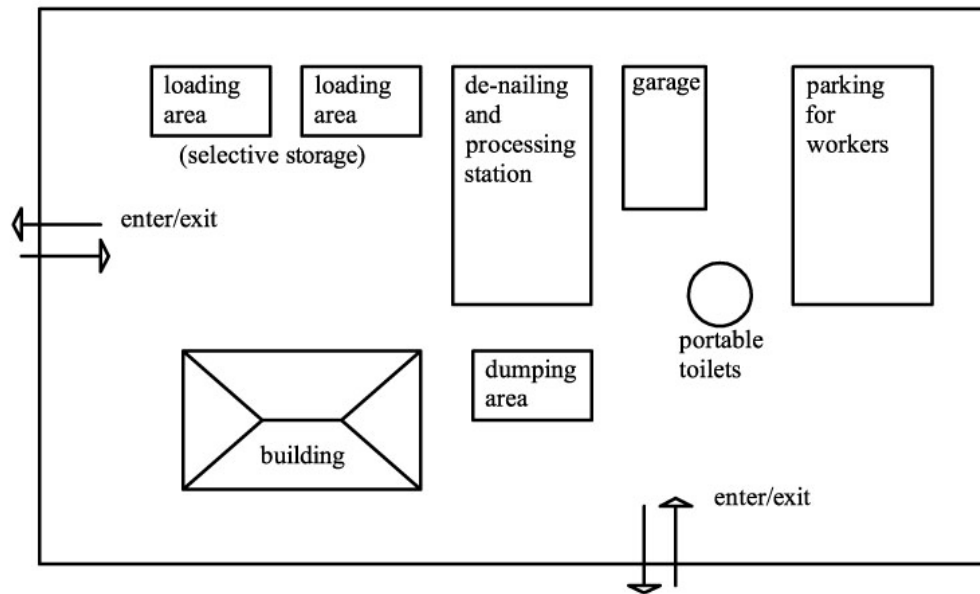 loading
area
loading
area
(selective storage)
de-nailing
and
processing
station
garage
parking
for
workers
enter/exit
portable
toilets
dumping
area
building
enter/exit